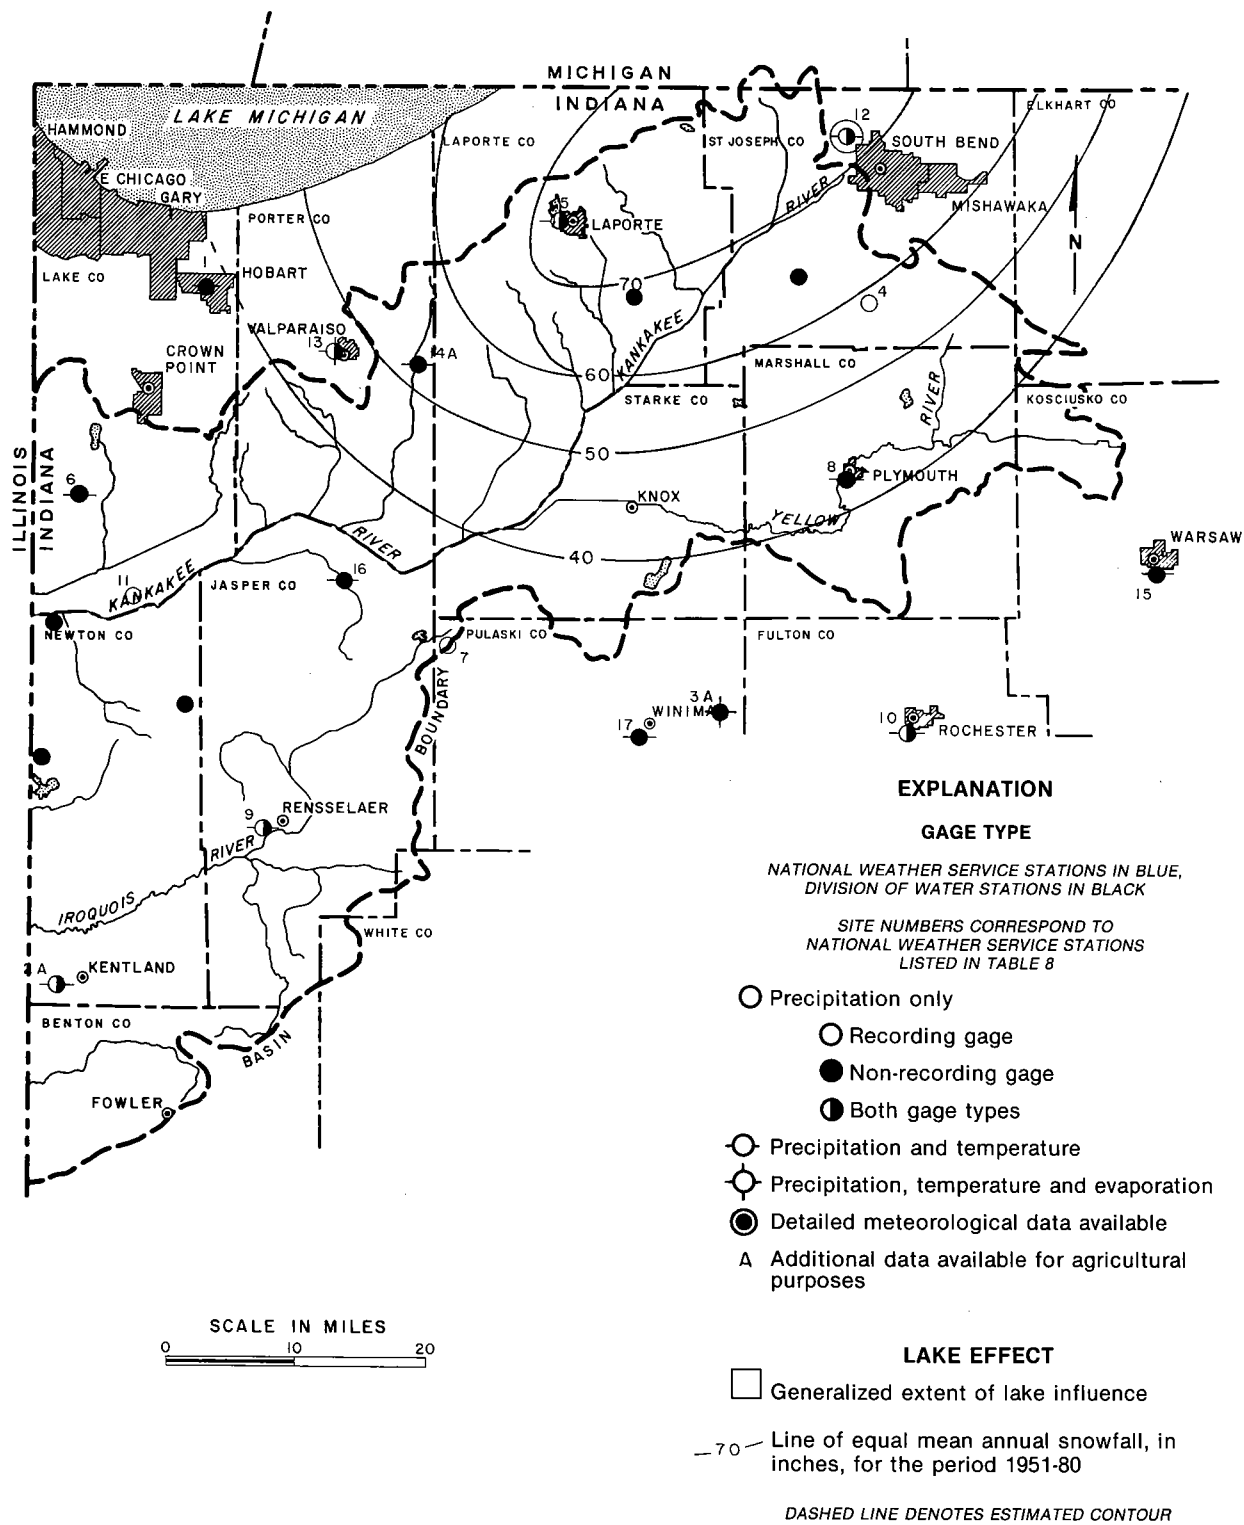 MICHIGAN
INDIANA
LAKE MICHIGAN
ELKHART CO
HAMMOND
12
LAPORTE CO
ST JOSEPH CO
SOUTH BEND
E CHICAGO
GARY
RIVER
5
MISHAWAKA
PORTER CO
LAPORTE
N
LAKE CO
1
HOBART
70
4
VALPARAISO
13
KANKAKEE
CROWN
POINT
14A
MARSHALL CO
60
RIVER
STARKE CO
KOSCIUSKO CO
ILLINOIS
INDIANA
50
6
8
PLYMOUTH
KNOX
YELLOW
RIVER
WARSAW
40
11
KANKAKEE
16
JASPER CO
15
NEWTON CO
PULASKI CO
FULTON CO
7
BOUNDARY
3A
WINIMA
17
10
ROCHESTER
RENSSELAER
9
RIVER
IROQUOIS
WHITE CO
A
KENTLAND
BENTON CO
BASIN
FOWLER
EXPLANATION
GAGE TYPE
NATIONAL WEATHER SERVICE STATIONS IN BLUE,
DIVISION OF WATER STATIONS IN BLACK
SITE NUMBERS CORRESPOND TO
NATIONAL WEATHER SERVICE STATIONS
LISTED IN TABLE 8
Precipitation only
Recording gage
Non-recording gage
Both gage types
Precipitation and temperature
Precipitation, temperature and evaporation
Detailed meteorological data available
A Additional data available for agricultural
purposes
SCALE IN MILES
0 10 20
LAKE EFFECT
Generalized extent of lake influence
70 Line of equal mean annual snowfall, in
inches, for the period 1951-80
DASHED LINE DENOTES ESTIMATED CONTOUR